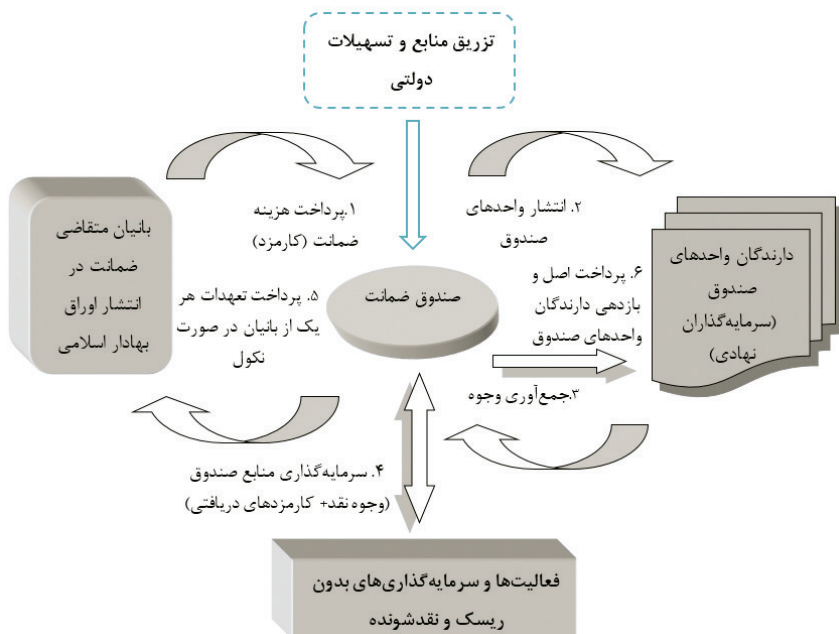 تزریق منابع و تسهیلات
دولتی
بانیان متقاضی
ضمانت در
انتشار اوراق
بهادار اسلامی
۱.پرداخت هزینه
ضمانت (کارمزد)
۲. انتشار واحدهای
صندوق
دارندگان واحدهای
صندوق
(سرمایه‌گذاران
نهادی)
صندوق ضمانت
۶. پرداخت اصل و
بازدهی دارندگان
واحدهای صندوق
۵. پرداخت تعهدات هر
یک از بانیان در صورت
نکول
۳.جمع‌آوری وجوه
۴. سرمایه‌گذاری منابع صندوق
(وجوه نقد+ کارمزدهای دریافتی)
فعالیت‌ها و سرمایه‌گذاری‌های بدون
ریسک و نقدشونده